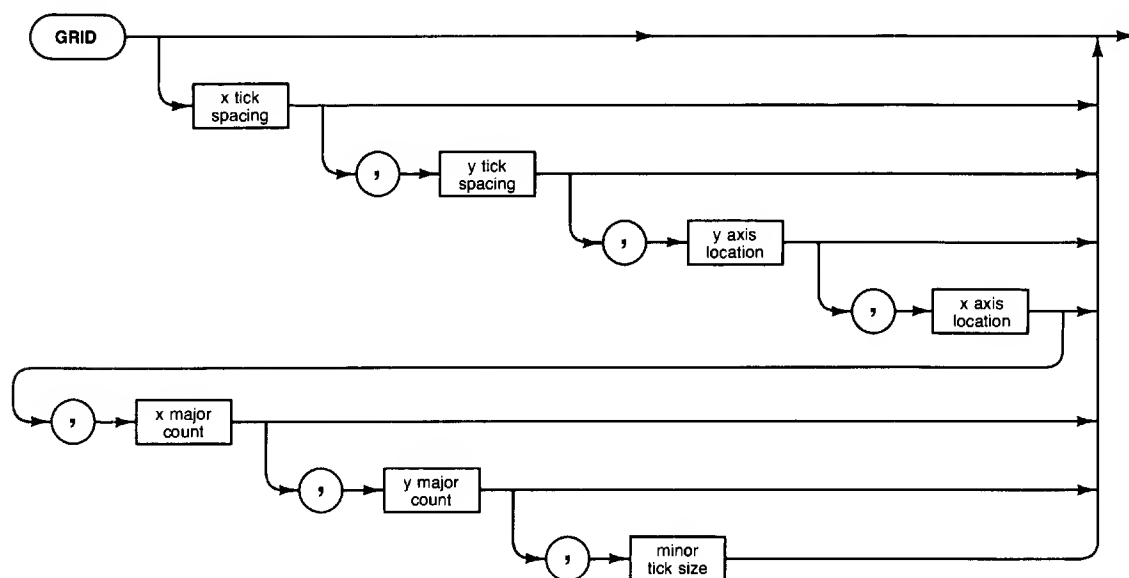 GRID
x tick
spacing
,
y tick
spacing
,
y axis
location
,
x axis
location
,
x major
count
,
y major
count
,
minor
tick size